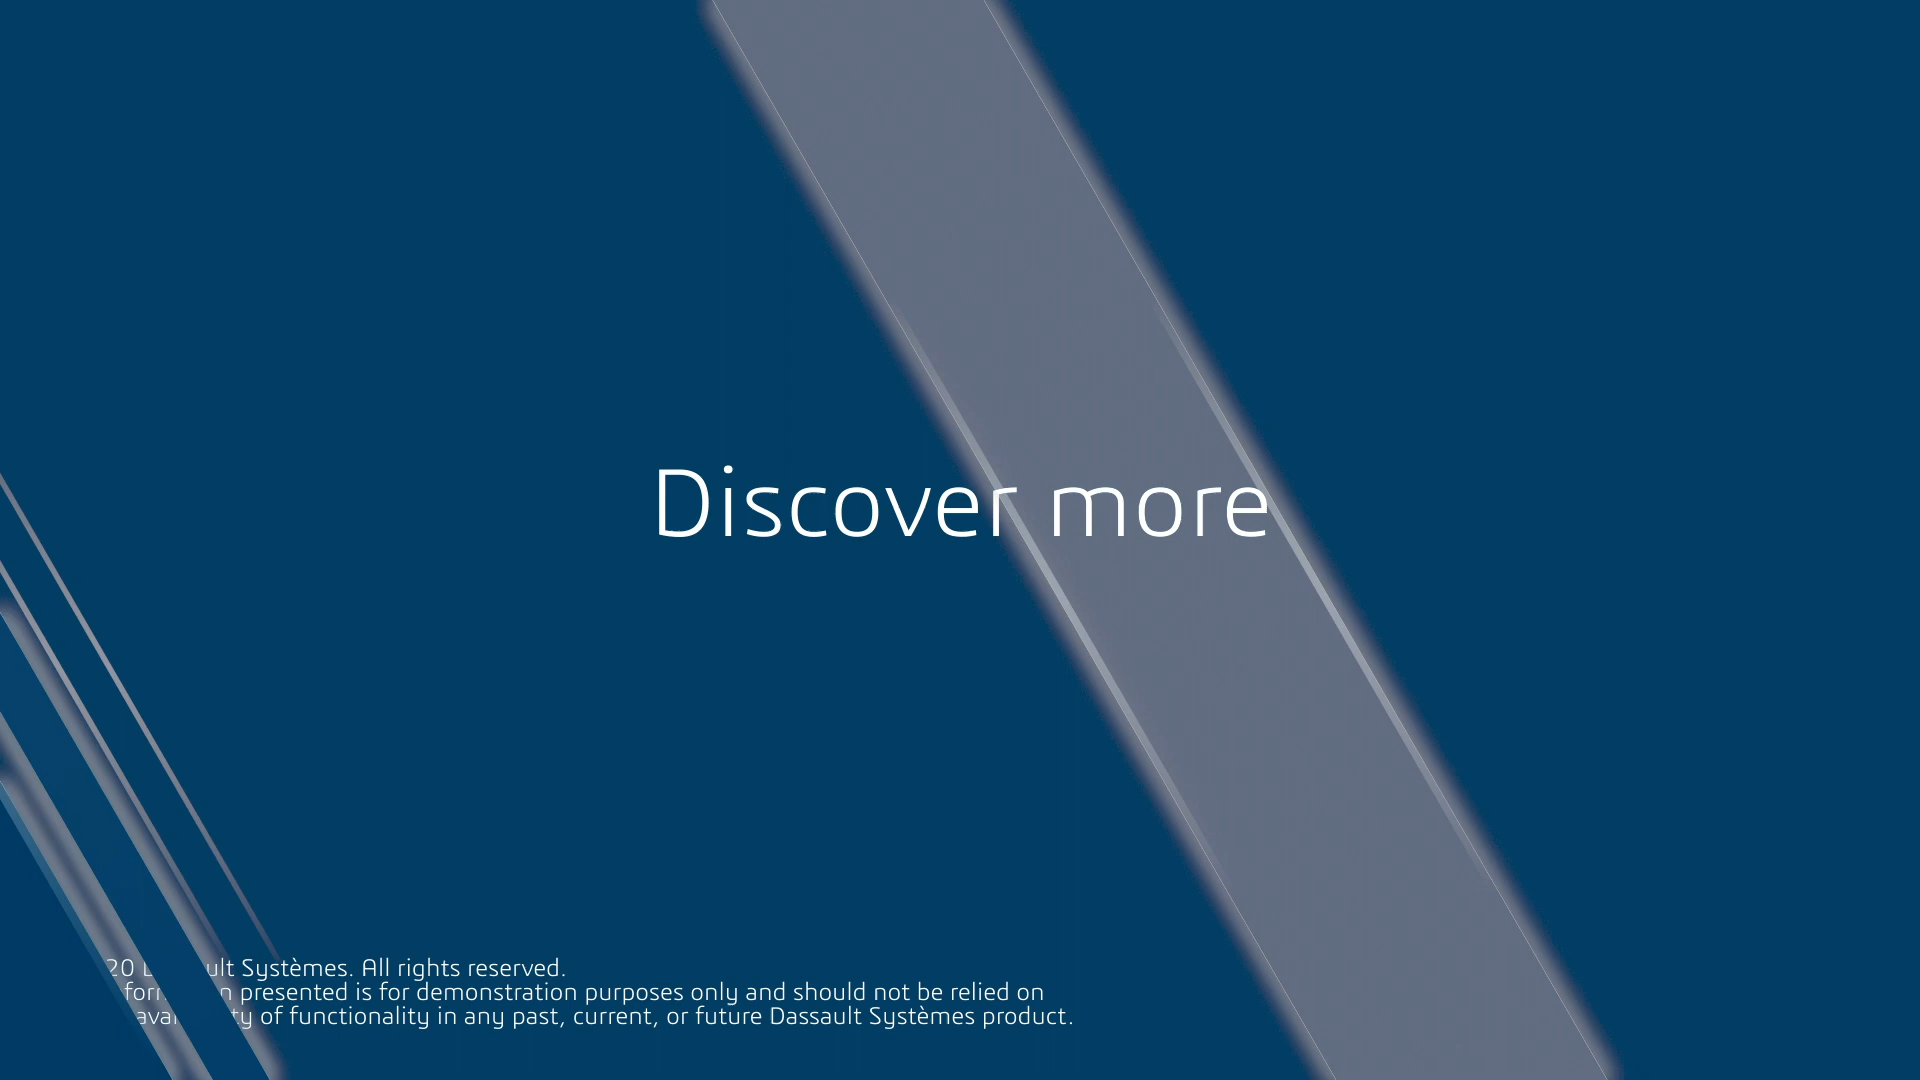 Discover more
20 Systèmes. All rights reserved.
presented is for demonstration purposes only and should not be relied on
of functionality in any past, current, or future Dassault Systèmes product.